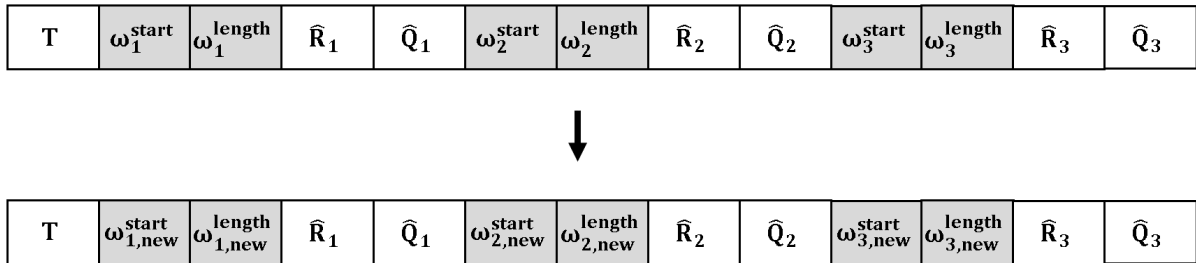 T ω₁^start ω₁^length R̂₁ Q̂₁ ω₂^start ω₂^length R̂₂ Q̂₂ ω₃^start ω₃^length R̂₃ Q̂₃
T ω₁,new^start ω₁,new^length R̂₁ Q̂₁ ω₂,new^start ω₂,new^length R̂₂ Q̂₂ ω₃,new^start ω₃,new^length R̂₃ Q̂₃